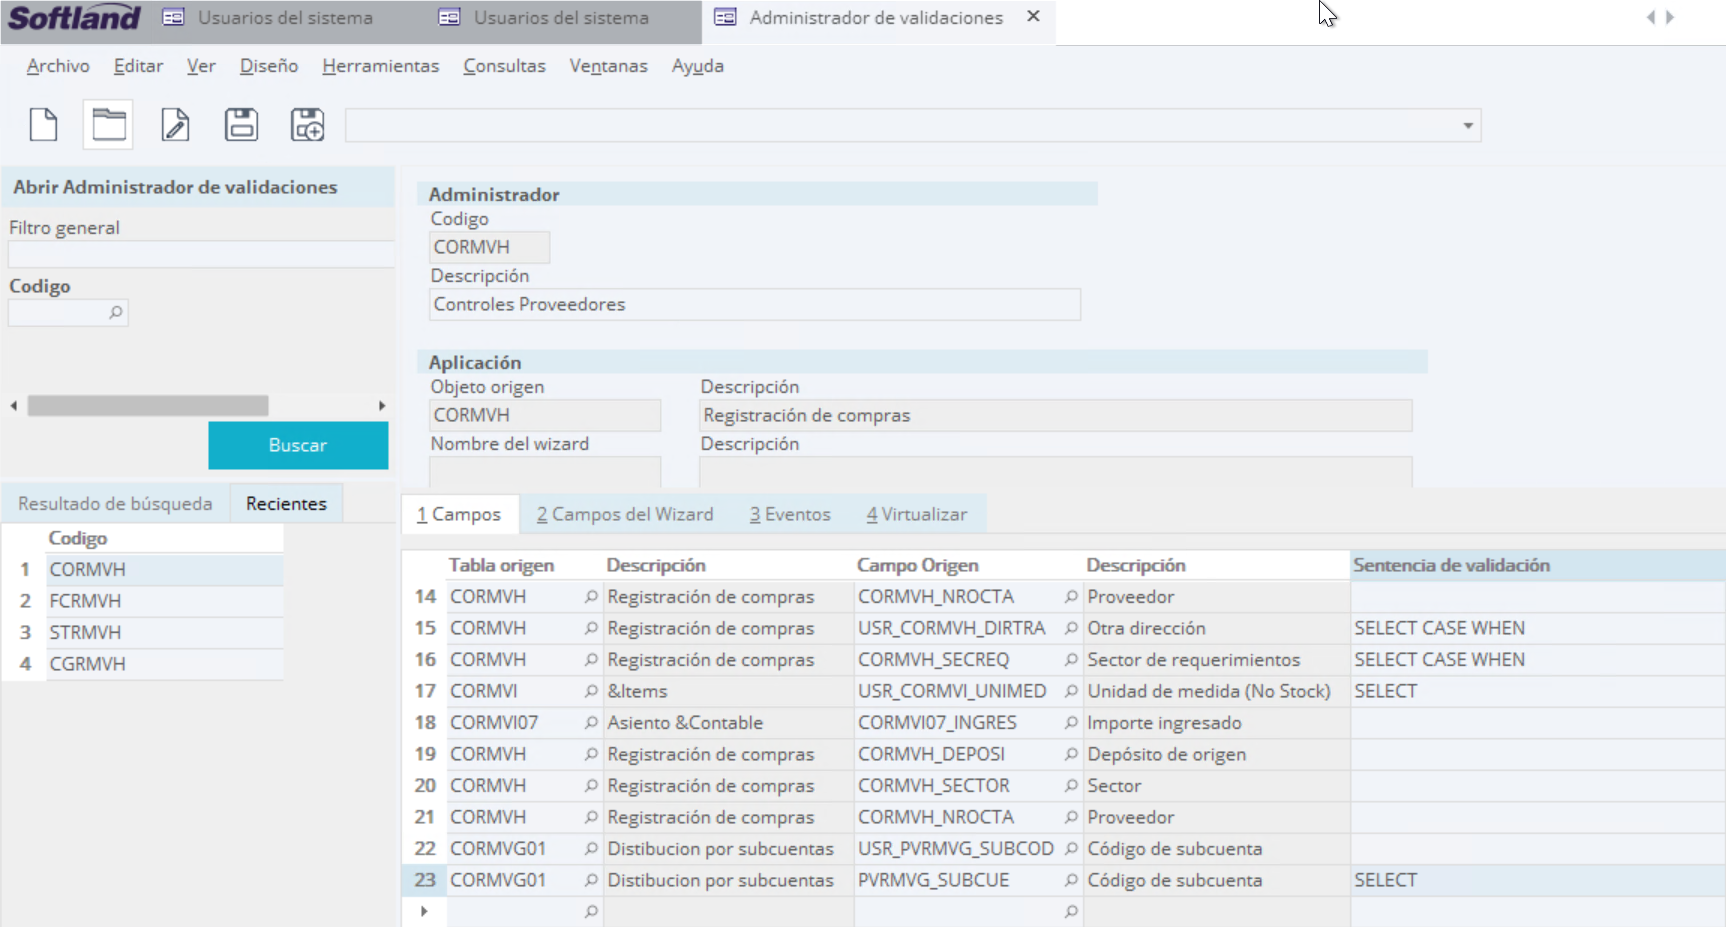 Softland Usuarios del sistema Usuarios del sistema Administrador de validaciones
Archivo Editar Ver Diseño Herramientas Consultas Ventanas Ayuda
Abrir Administrador de validaciones
Filtro general
Codigo
Buscar
Resultado de búsqueda Recientes
Codigo
1 CORMVH
2 FCRMVH
3 STRMVH
4 CGRMVH
Administrador
Codigo
CORMVH
Descripción
Controles Proveedores
Aplicación
Objeto origen Descripción
CORMVH Registración de compras
Nombre del wizard Descripción
1 Campos 2 Campos del Wizard 3 Eventos 4 Virtualizar
Tabla origen Descripción Campo Origen Descripción Sentencia de validación
14 CORMVH Registración de compras CORMVH_NROCTA Proveedor
15 CORMVH Registración de compras USR_CORMVH_DIRTRA Otra dirección SELECT CASE WHEN
16 CORMVH Registración de compras CORMVH_SECREQ Sector de requerimientos SELECT CASE WHEN
17 CORMVI &Items USR_CORMVI_UNIMED Unidad de medida (No Stock) SELECT
18 CORMVI07 Asiento &Contable CORMVI07_INGRES Importe ingresado
19 CORMVH Registración de compras CORMVH_DEPOSI Depósito de origen
20 CORMVH Registración de compras CORMVH_SECTOR Sector
21 CORMVH Registración de compras CORMVH_NROCTA Proveedor
22 CORMVG01 Distibucion por subcuentas USR_PVRMVG_SUBCOD Código de subcuenta
23 CORMVG01 Distibucion por subcuentas PVRMVG_SUBCUE Código de subcuenta SELECT